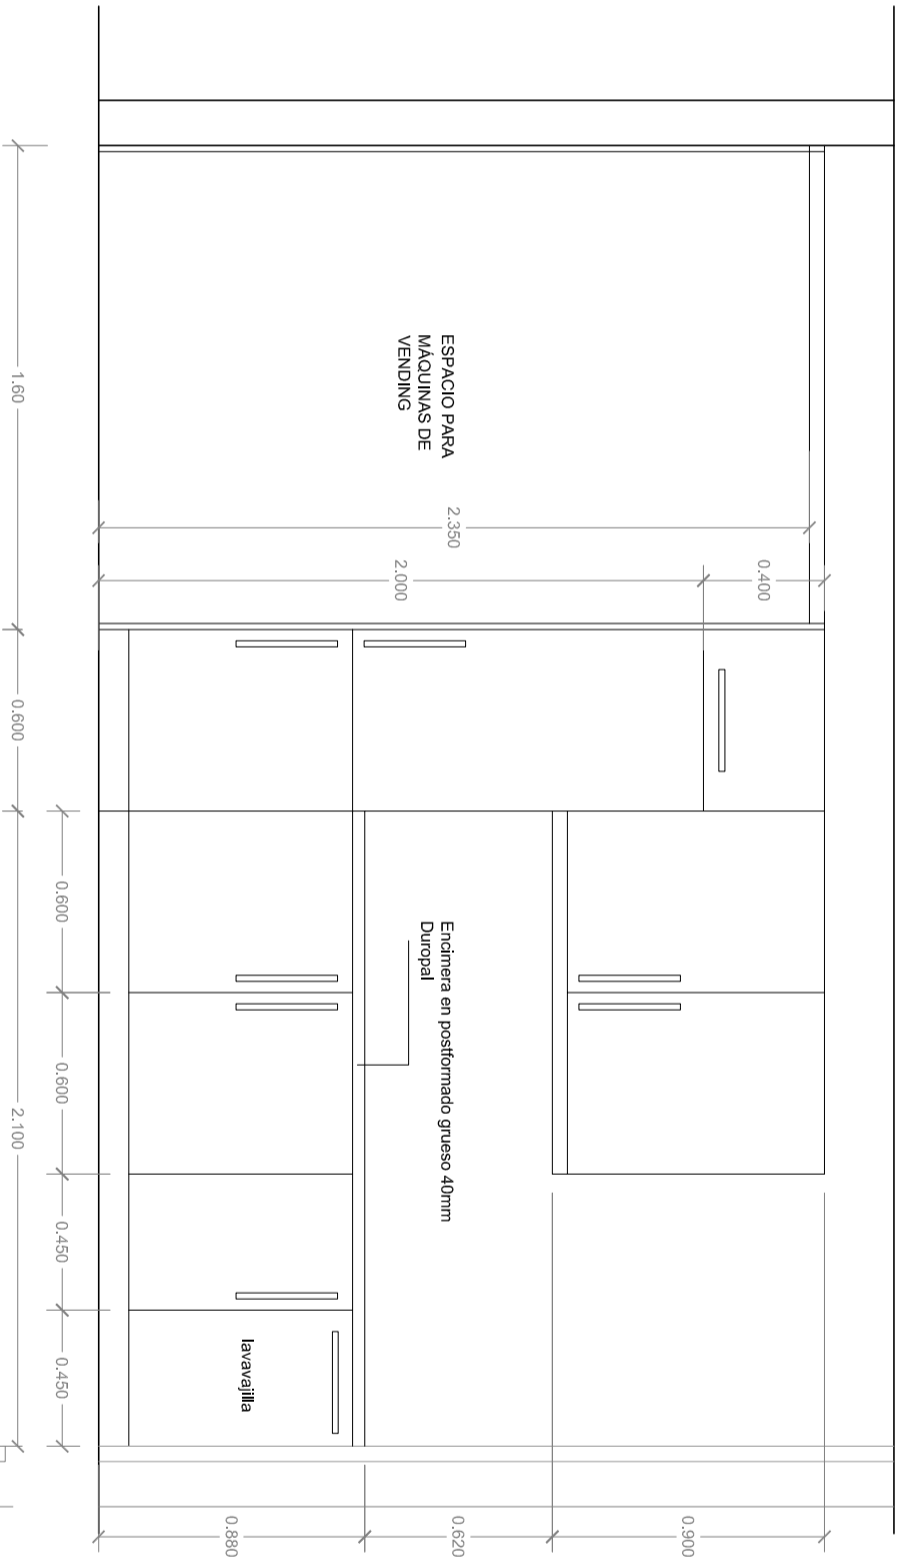 ESPACIO PARA
MÁQUINAS DE
VENDING
2.350
2.000
0.400
Encimera en postformado grueso 40mm
Duropal
lavavajilla
0.900
0.620
0.880
0.600
0.600
0.450
0.450
1.60
0.600
2.100